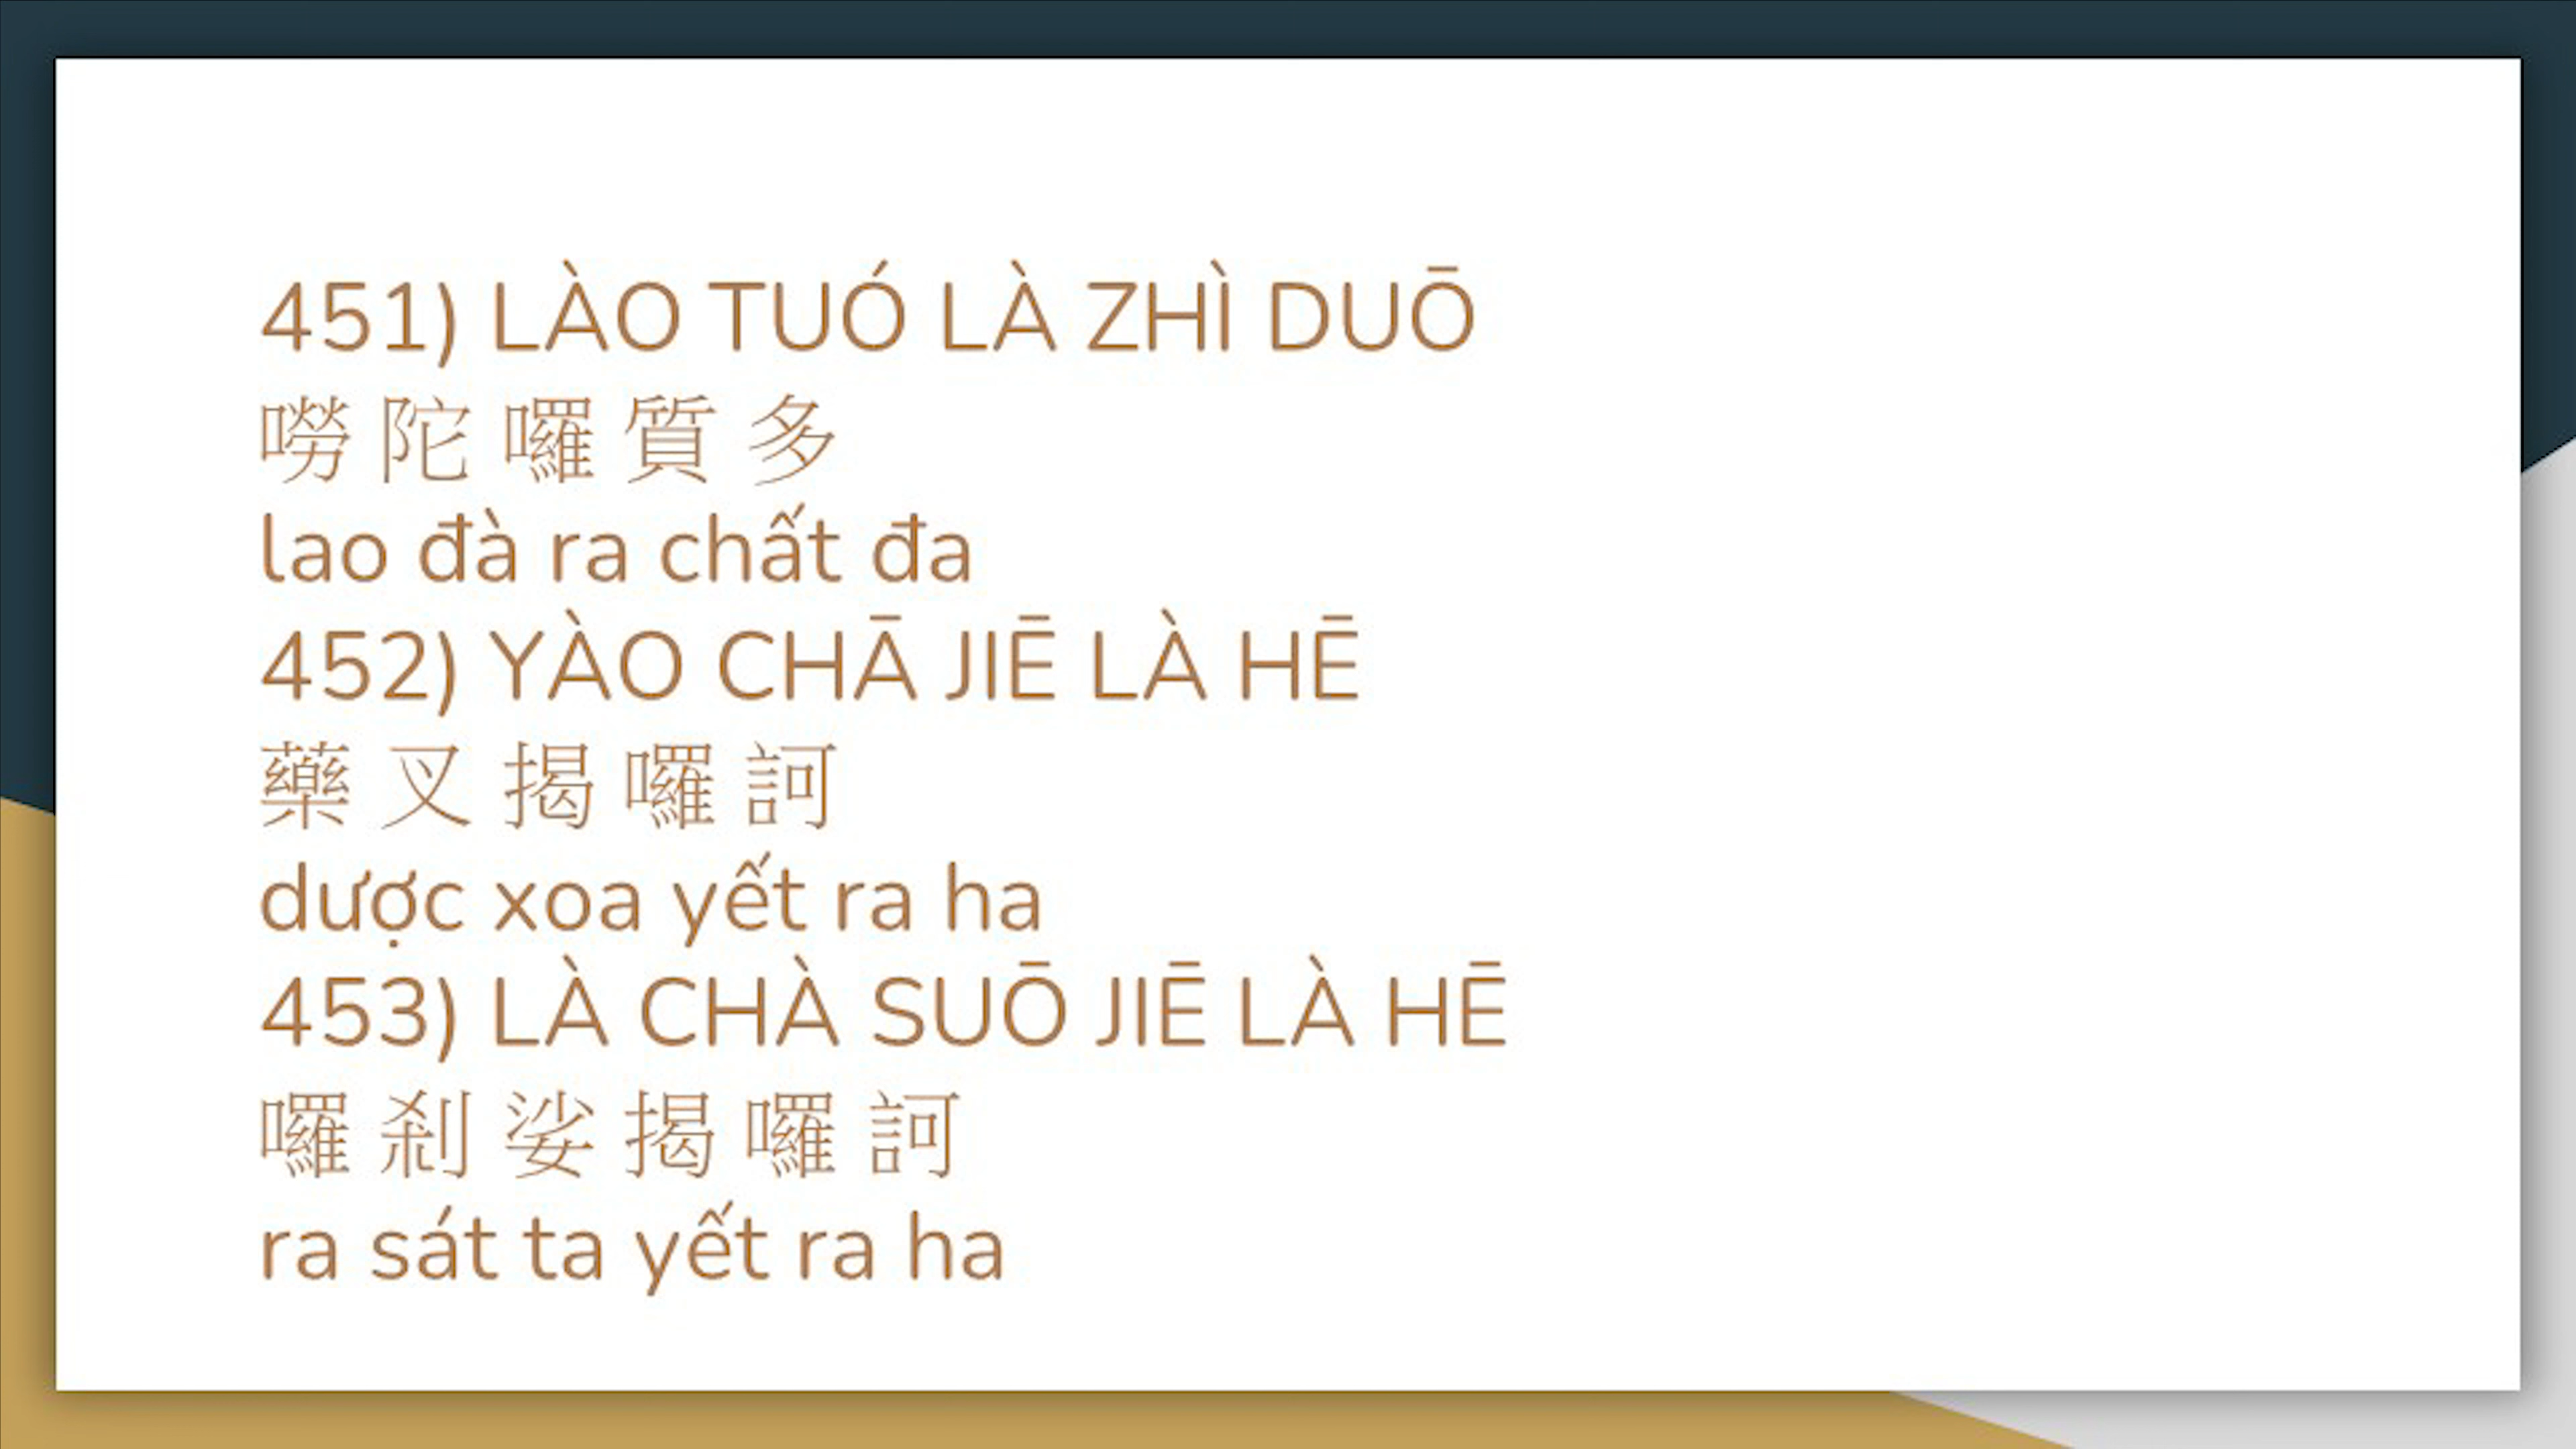 451) LÀO TUÓ LÀ ZHÌ DUŌ
嘮 陀 囉 質 多
lao đà ra chất đa
452) YÀO CHĀ JIĒ LÀ HĒ
藥 叉 揭 囉 訶
dược xoa yết ra ha
453) LÀ CHÀ SUŌ JIĒ LÀ HĒ
囉 剎 娑 揭 囉 訶
ra sát ta yết ra ha